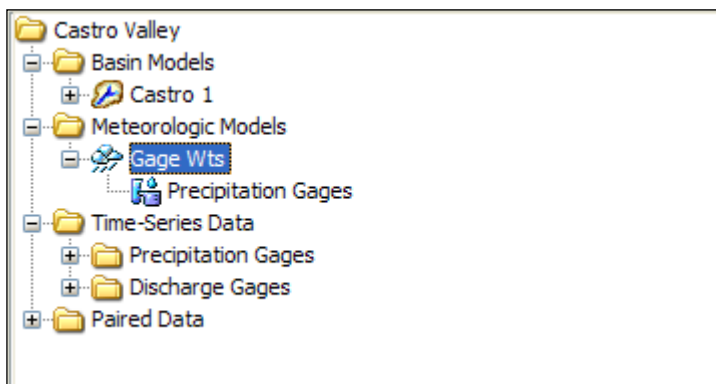 Castro Valley
Basin Models
Castro 1
Meteorologic Models
Gage Wts
Precipitation Gages
Time-Series Data
Precipitation Gages
Discharge Gages
Paired Data